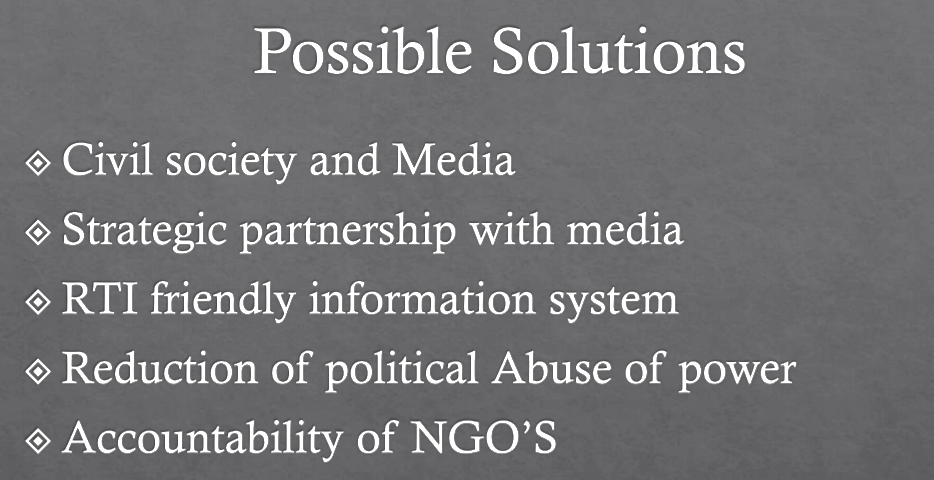 Possible Solutions
Civil society and Media
Strategic partnership with media
RTI friendly information system
Reduction of political Abuse of power
Accountability of NGO’S